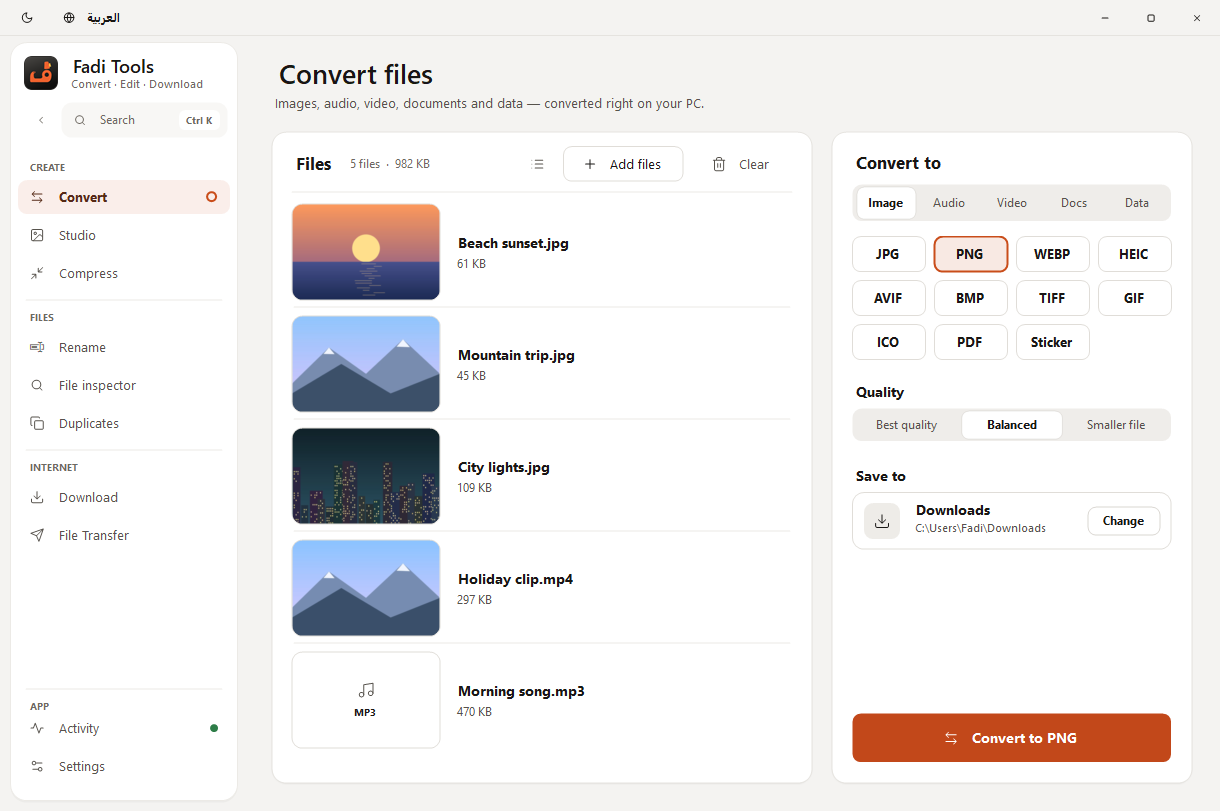 العربية
Fadi Tools
Convert · Edit · Download
Search
Ctrl K
CREATE
Convert
Studio
Compress
FILES
Rename
File inspector
Duplicates
INTERNET
Download
File Transfer
APP
Activity
Settings
Convert files
Images, audio, video, documents and data — converted right on your PC.
Files
5 files · 982 KB
Add files
Clear
Beach sunset.jpg
61 KB
Mountain trip.jpg
45 KB
City lights.jpg
109 KB
Holiday clip.mp4
297 KB
MP3
Morning song.mp3
470 KB
Convert to
Image Audio Video Docs Data
JPG PNG WEBP HEIC
AVIF BMP TIFF GIF
ICO PDF Sticker
Quality
Best quality Balanced Smaller file
Save to
Downloads
C:\Users\Fadi\Downloads
Change
Convert to PNG